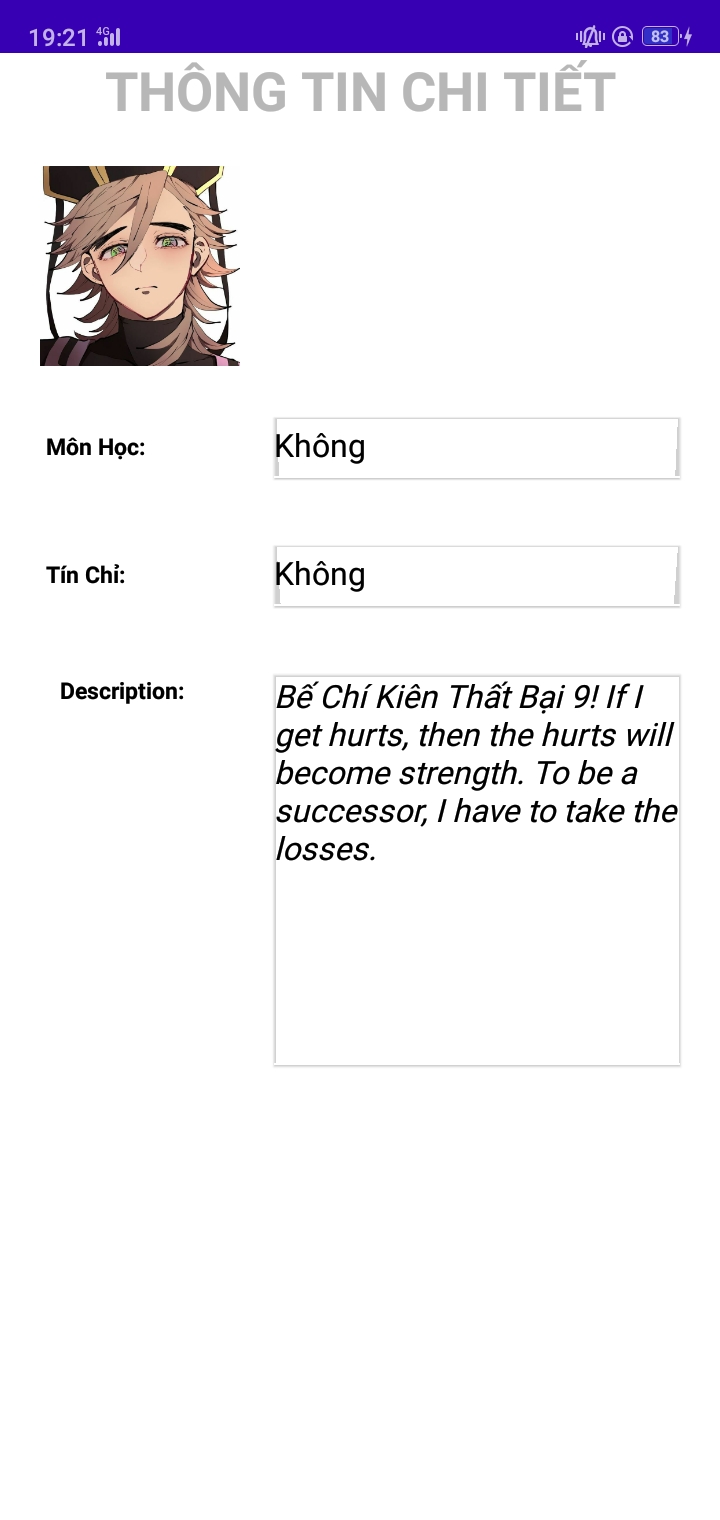 19:21 4G 83
THÔNG TIN CHI TIẾT
Môn Học: Không
Tín Chỉ: Không
Description: Bế Chí Kiên Thất Bại 9! If I
get hurts, then the hurts will
become strength. To be a
successor, I have to take the
losses.